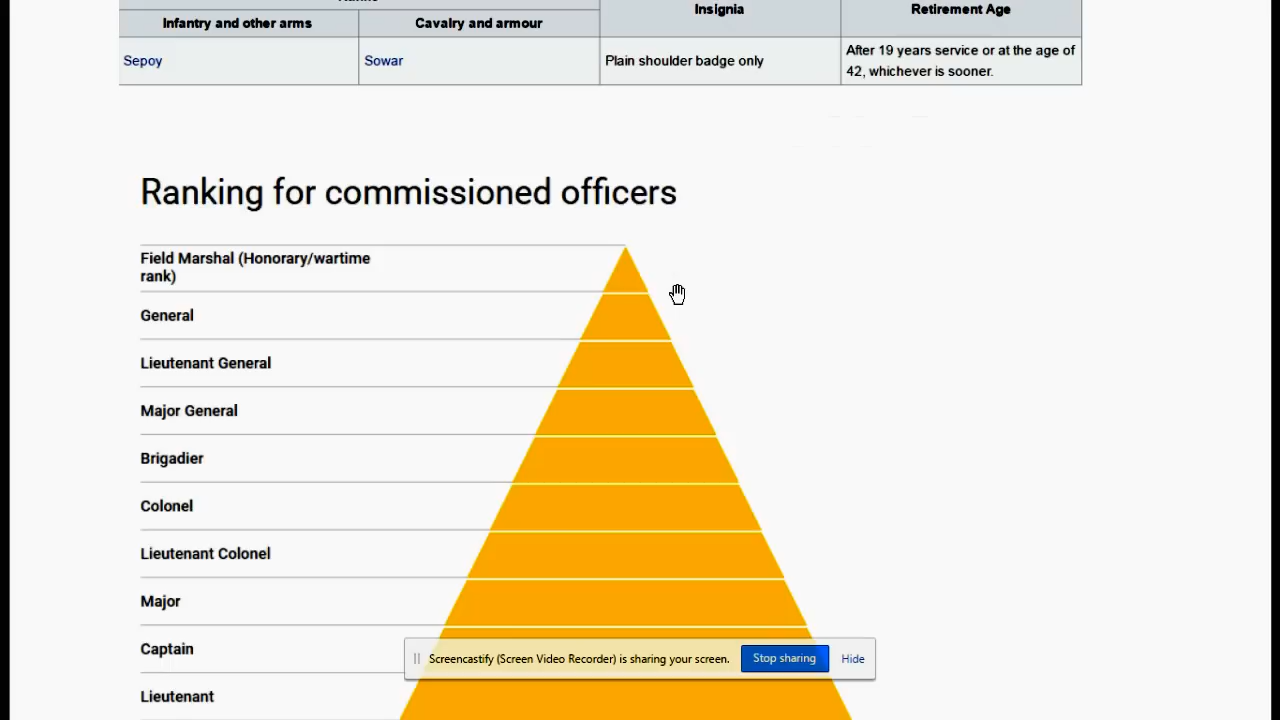 Infantry and other arms
Cavalry and armour
Insignia
Retirement Age
Sepoy
Sowar
Plain shoulder badge only
After 19 years service or at the age of
42, whichever is sooner.
Ranking for commissioned officers
Field Marshal (Honorary/wartime
rank)
General
Lieutenant General
Major General
Brigadier
Colonel
Lieutenant Colonel
Major
Captain
Lieutenant
Screencastify (Screen Video Recorder) is sharing your screen.
Stop sharing
Hide